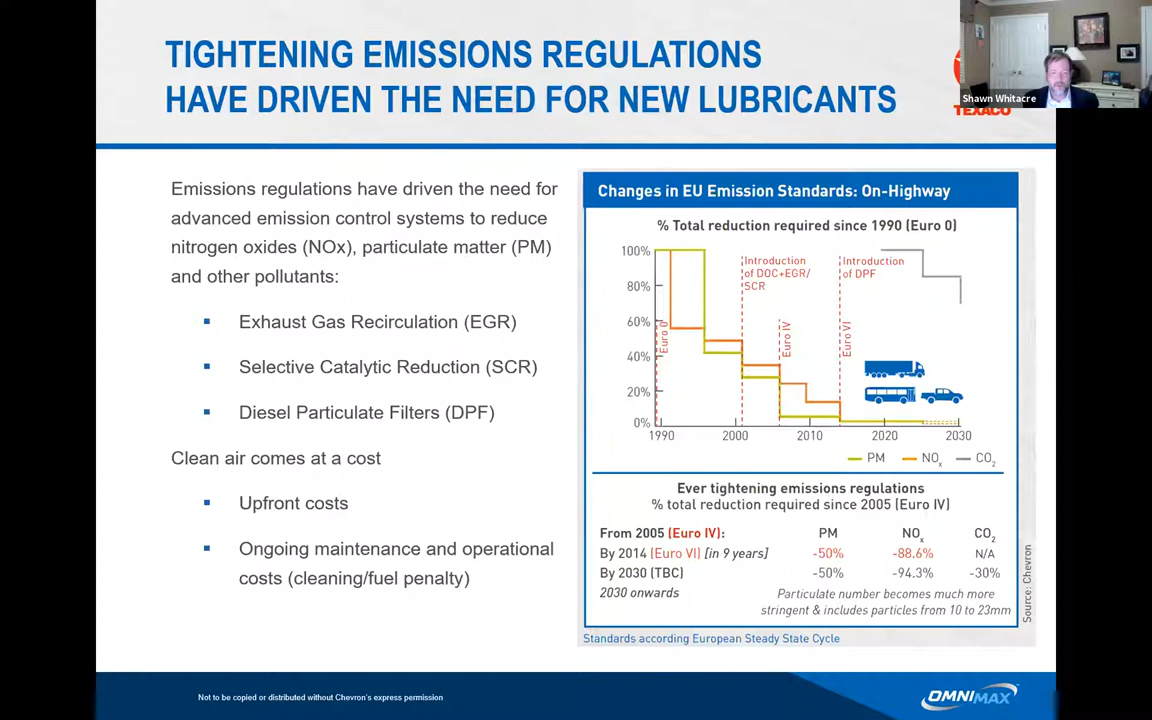 TIGHTENING EMISSIONS REGULATIONS
HAVE DRIVEN THE NEED FOR NEW LUBRICANTS
Shawn Whitacre
TEXACO
Emissions regulations have driven the need for
advanced emission control systems to reduce
nitrogen oxides (NOx), particulate matter (PM)
and other pollutants:
▪ Exhaust Gas Recirculation (EGR)
▪ Selective Catalytic Reduction (SCR)
▪ Diesel Particulate Filters (DPF)
Clean air comes at a cost
▪ Upfront costs
▪ Ongoing maintenance and operational
costs (cleaning/fuel penalty)
Changes in EU Emission Standards: On-Highway
% Total reduction required since 1990 (Euro 0)
100%
80%
60%
40%
20%
0%
Introduction
of DOC+EGR/
SCR
Introduction
of DPF
Euro 0
Euro IV
Euro VI
1990 2000 2010 2020 2030
PM NOx CO2
Ever tightening emissions regulations
% total reduction required since 2005 (Euro IV)
From 2005 (Euro IV): PM NOx CO2
By 2014 (Euro VI) [in 9 years] -50% -88.6% N/A
By 2030 (TBC) -50% -94.3% -30%
2030 onwards Particulate number becomes much more
stringent & includes particles from 10 to 23mm
Source: Chevron
Standards according European Steady State Cycle
Not to be copied or distributed without Chevron's express permission
OMNIMAX